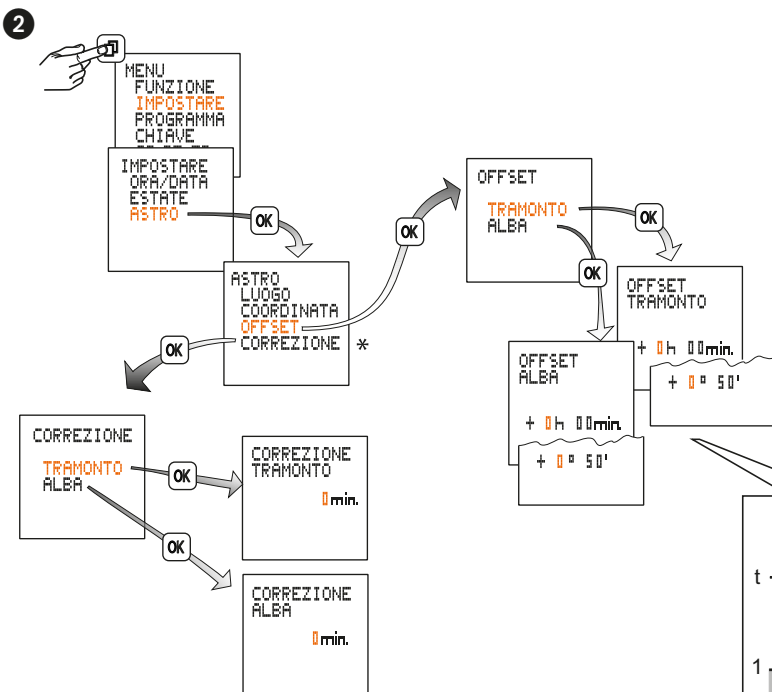 2
MENU
FUNZIONE
IMPOSTARE
PROGRAMMA
CHIAVE
IMPOSTARE
ORA/DATA
ESTATE
ASTRO
OK
ASTRO
LUOGO
COORDINATA
OFFSET
CORREZIONE *
OK
OFFSET
TRAMONTO
ALBA
OK
OK
OFFSET
TRAMONTO
+ 0h 00min.
+ 0° 50'
OFFSET
ALBA
+ 0h 00min.
+ 0° 50'
OK
CORREZIONE
TRAMONTO
ALBA
OK
OK
CORREZIONE
TRAMONTO
0min.
CORREZIONE
ALBA
0min.
t
1